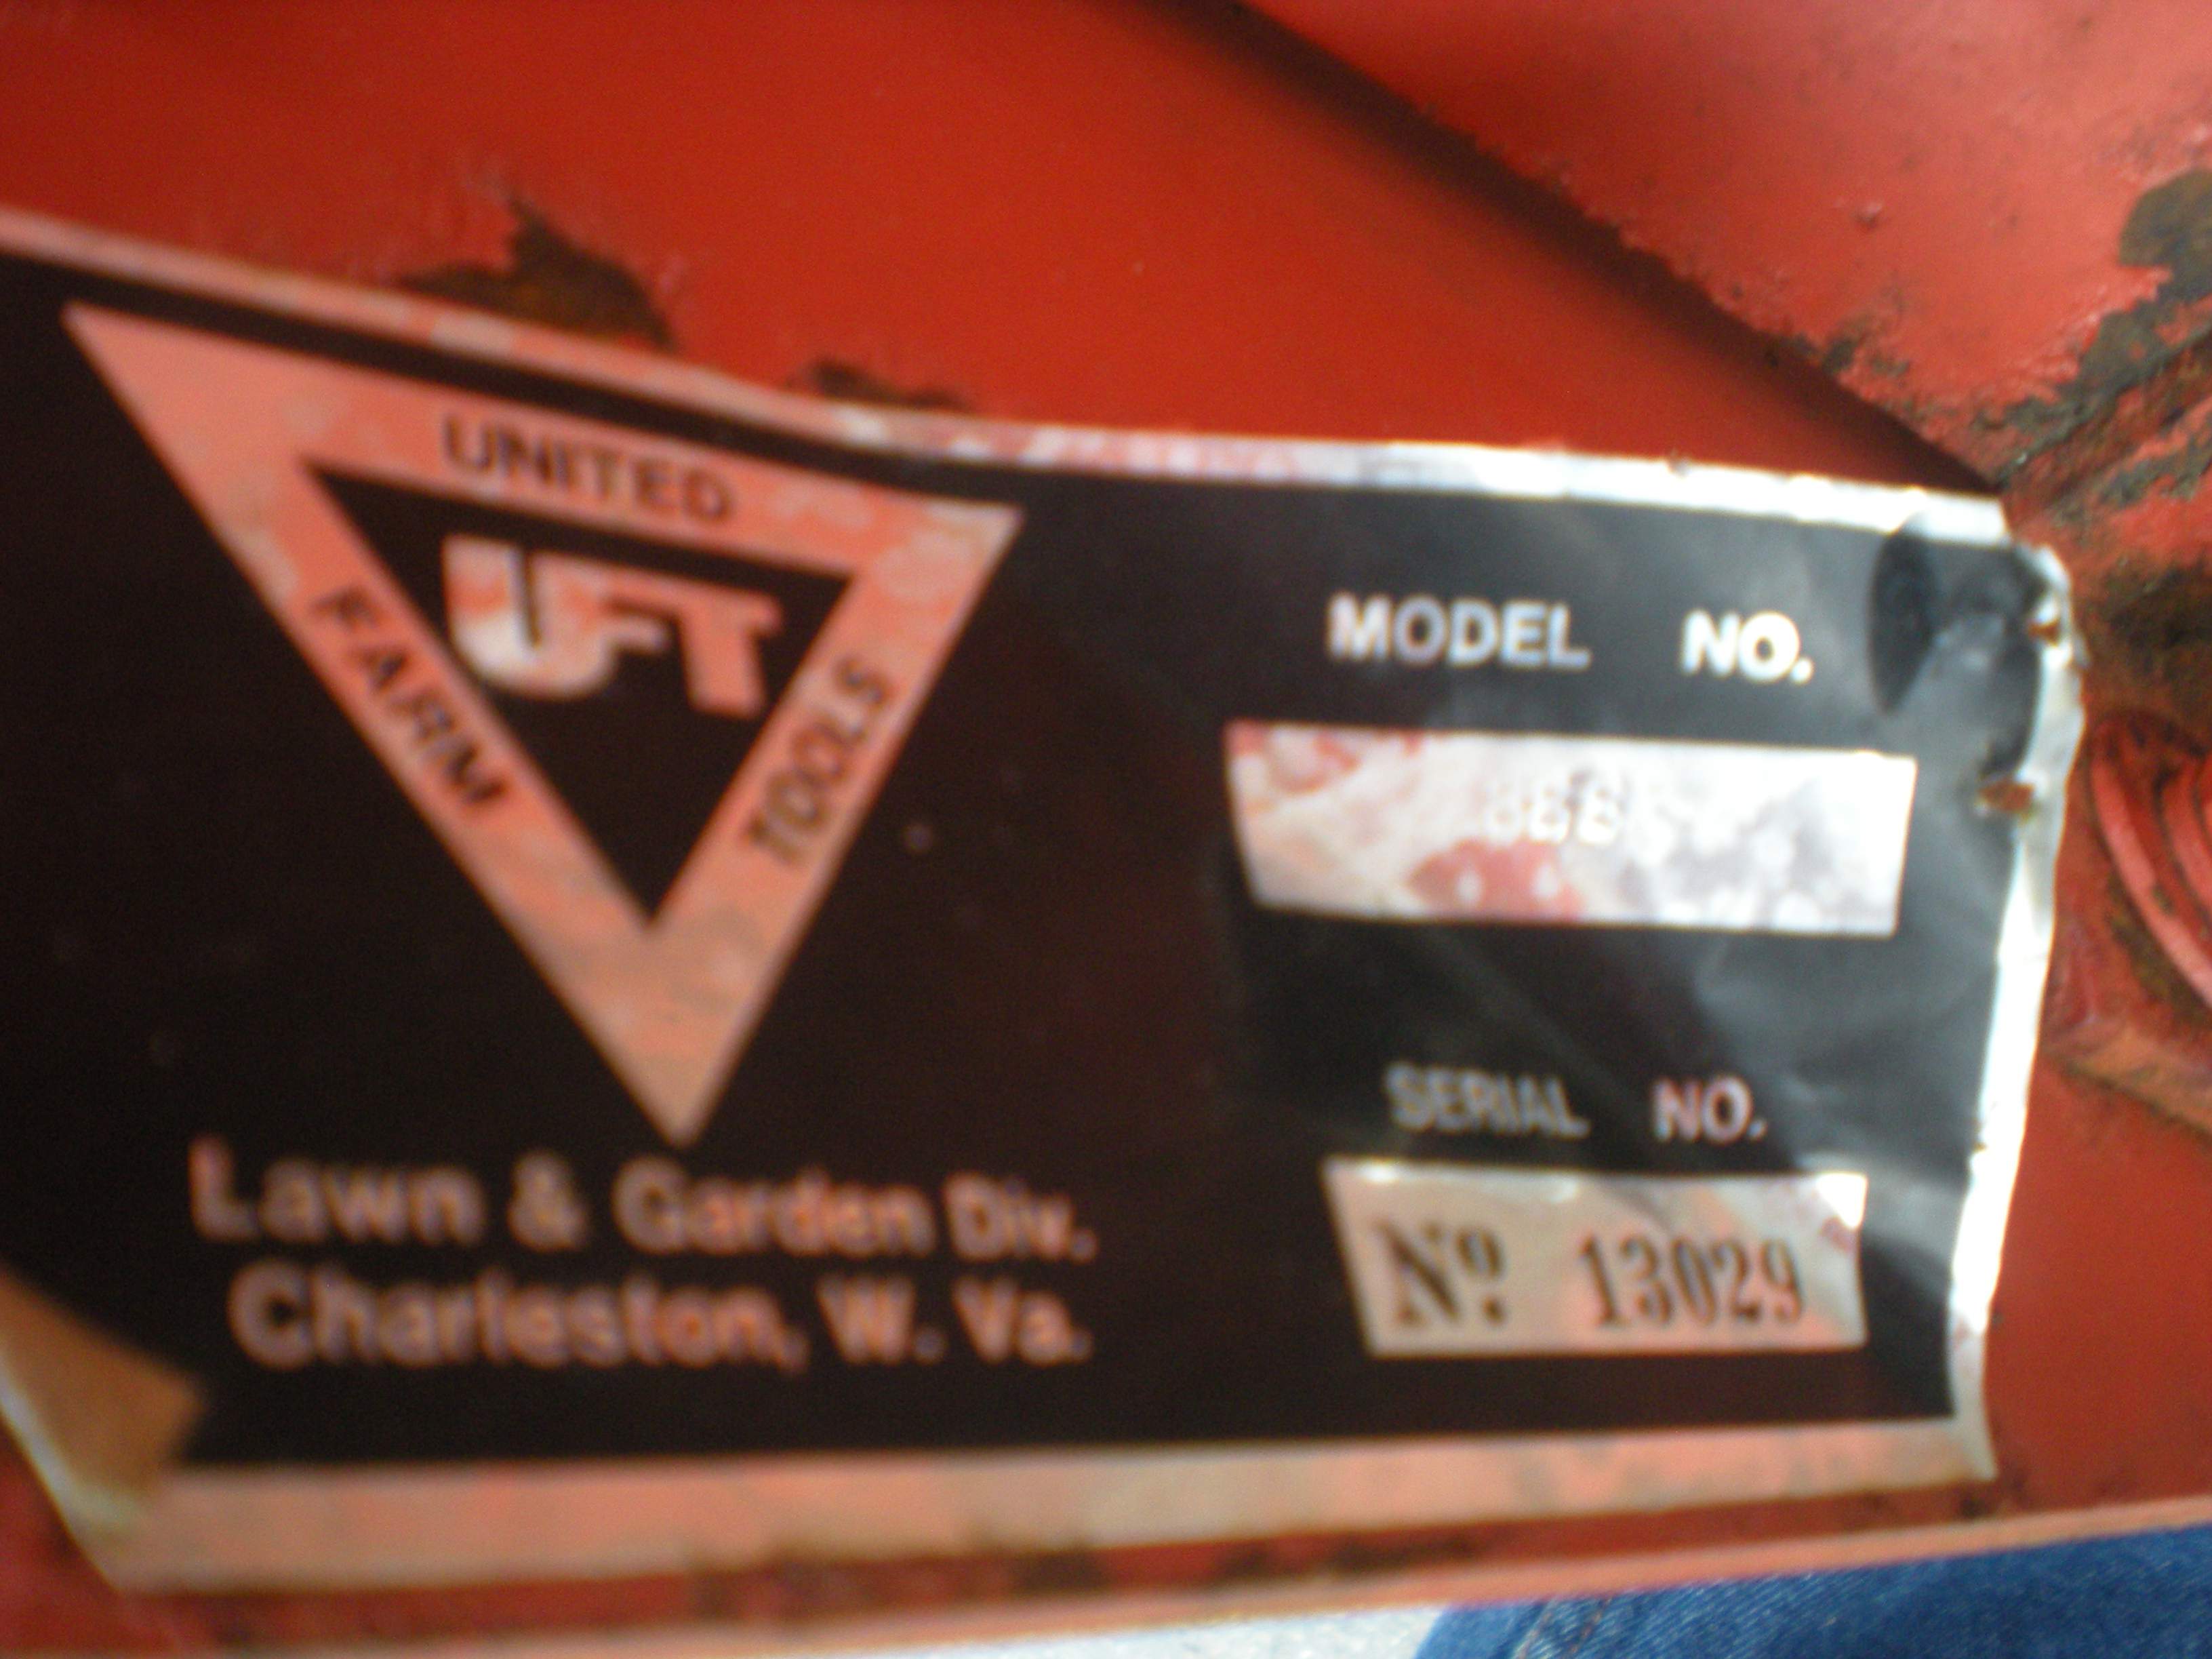 UNITED
FARM
TOOLS
UFT
Lawn & Garden Div.
Charleston, W. Va.
MODEL NO.
SERIAL NO.
Nº 13029